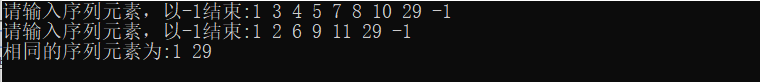 请输入序列元素，以-1结束:1 3 4 5 7 8 10 29 -1
请输入序列元素，以-1结束:1 2 6 9 11 29 -1
相同的序列元素为:1 29